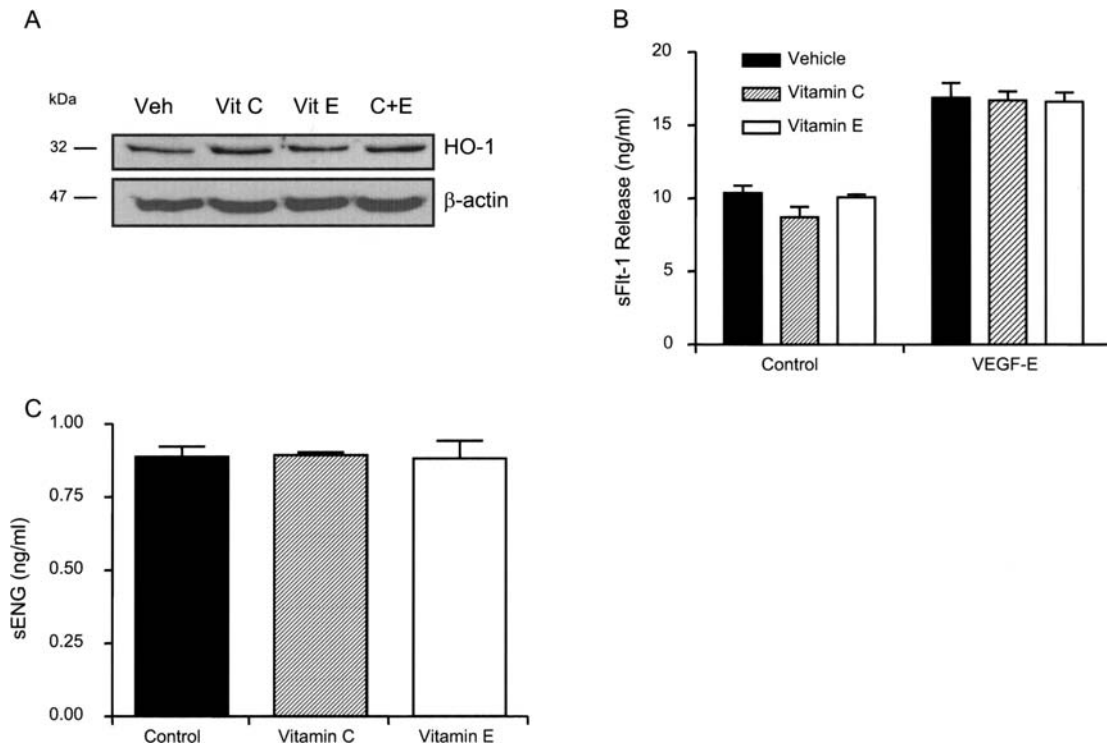 A
kDa
Veh Vit C Vit E C+E
32
HO-1
47
β-actin
B
sFlt-1 Release (ng/ml)
20
15
10
5
0
Vehicle
Vitamin C
Vitamin E
Control VEGF-E
C
sENG (ng/ml)
1.00
0.75
0.50
0.25
0.00
Control Vitamin C Vitamin E